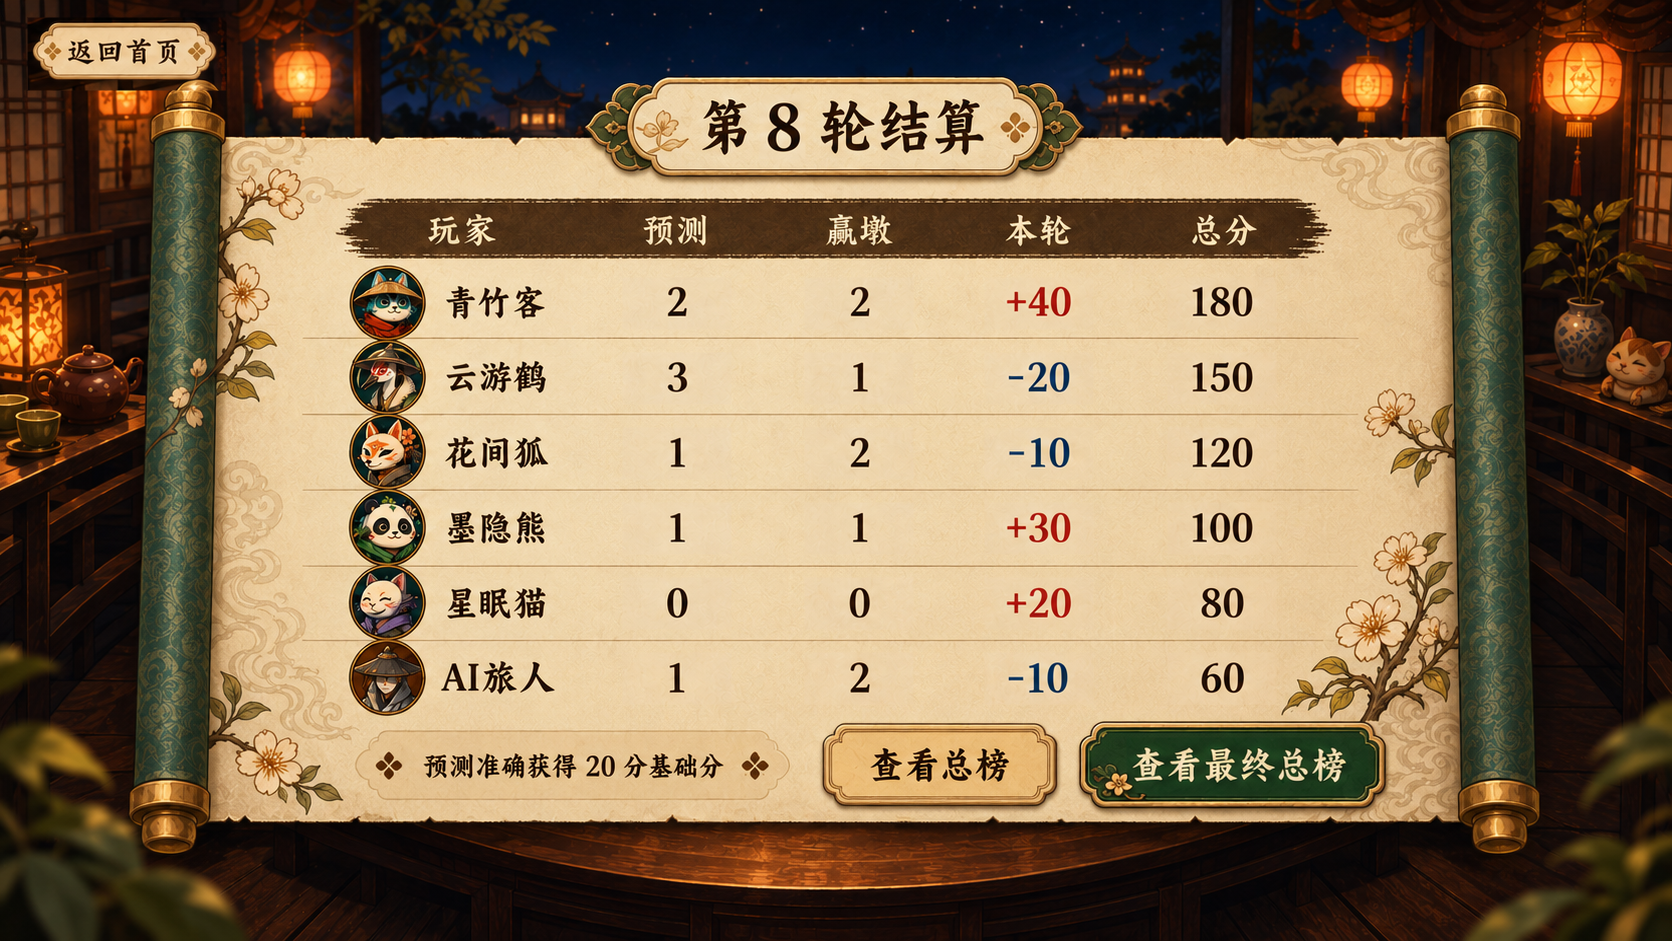 返回首页
第 8 轮结算
玩家 预测 赢墩 本轮 总分
青竹客 2 2 +40 180
云游鹤 3 1 -20 150
花间狐 1 2 -10 120
墨隐熊 1 1 +30 100
星眠猫 0 0 +20 80
AI旅人 1 2 -10 60
预测准确获得 20 分基础分
查看总榜
查看最终总榜